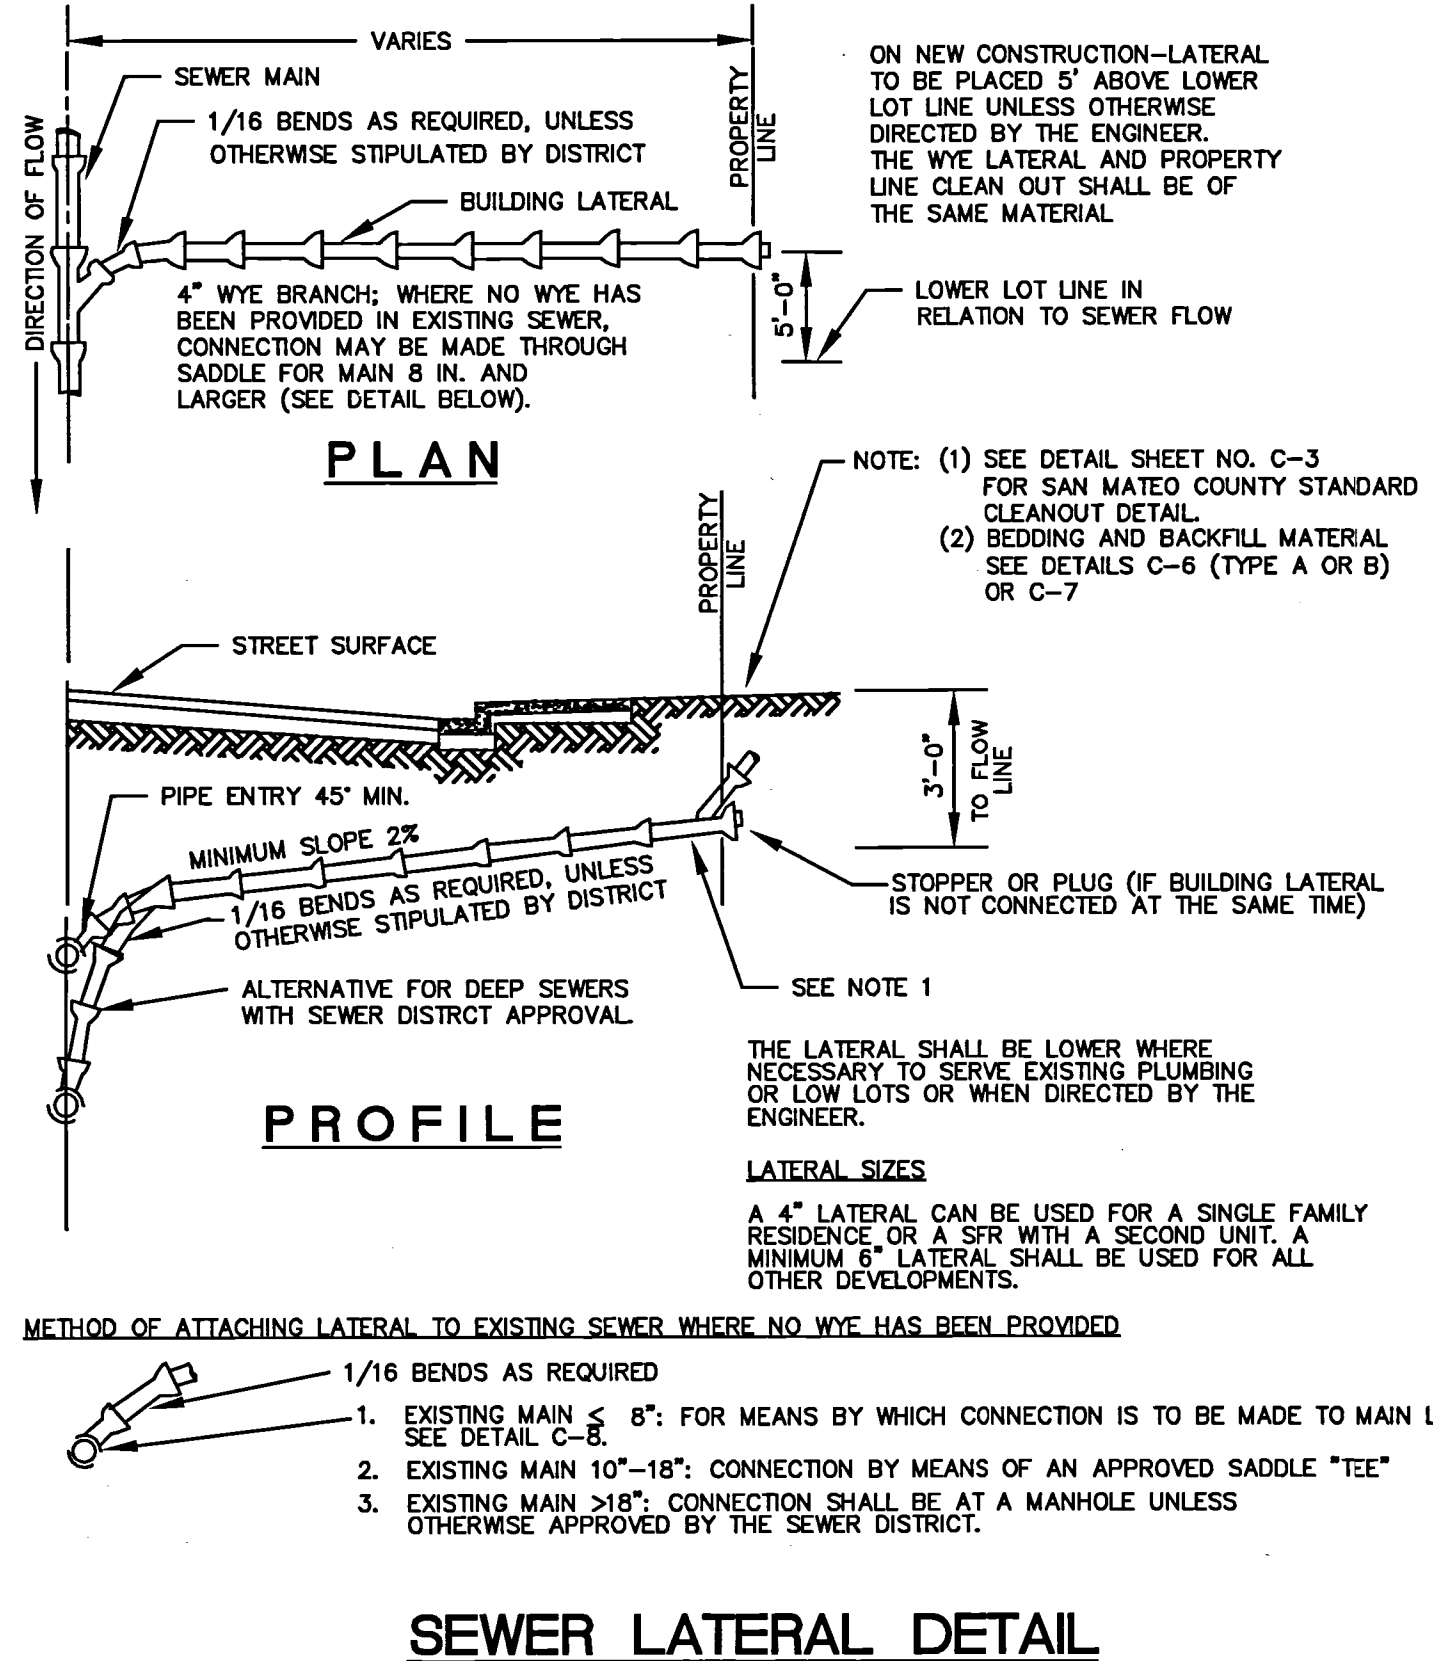 VARIES
SEWER MAIN
1/16 BENDS AS REQUIRED, UNLESS
OTHERWISE STIPULATED BY DISTRICT
BUILDING LATERAL
DIRECTION OF FLOW
PROPERTY
LINE
ON NEW CONSTRUCTION-LATERAL
TO BE PLACED 5' ABOVE LOWER
LOT LINE UNLESS OTHERWISE
DIRECTED BY THE ENGINEER.
THE WYE LATERAL AND PROPERTY
LINE CLEAN OUT SHALL BE OF
THE SAME MATERIAL
4" WYE BRANCH; WHERE NO WYE HAS
BEEN PROVIDED IN EXISTING SEWER,
CONNECTION MAY BE MADE THROUGH
SADDLE FOR MAIN 8 IN. AND
LARGER (SEE DETAIL BELOW).
5'-0"
LOWER LOT LINE IN
RELATION TO SEWER FLOW
PLAN
NOTE: (1) SEE DETAIL SHEET NO. C-3
FOR SAN MATEO COUNTY STANDARD
CLEANOUT DETAIL.
(2) BEDDING AND BACKFILL MATERIAL
SEE DETAILS C-6 (TYPE A OR B)
OR C-7
PROPERTY
LINE
STREET SURFACE
3'-0"
TO FLOW
LINE
PIPE ENTRY 45° MIN.
MINIMUM SLOPE 2%
1/16 BENDS AS REQUIRED, UNLESS
OTHERWISE STIPULATED BY DISTRICT
STOPPER OR PLUG (IF BUILDING LATERAL
IS NOT CONNECTED AT THE SAME TIME)
ALTERNATIVE FOR DEEP SEWERS
WITH SEWER DISTRCT APPROVAL.
SEE NOTE 1
PROFILE
THE LATERAL SHALL BE LOWER WHERE
NECESSARY TO SERVE EXISTING PLUMBING
OR LOW LOTS OR WHEN DIRECTED BY THE
ENGINEER.
LATERAL SIZES
A 4" LATERAL CAN BE USED FOR A SINGLE FAMILY
RESIDENCE OR A SFR WITH A SECOND UNIT. A
MINIMUM 6" LATERAL SHALL BE USED FOR ALL
OTHER DEVELOPMENTS.
METHOD OF ATTACHING LATERAL TO EXISTING SEWER WHERE NO WYE HAS BEEN PROVIDED
1/16 BENDS AS REQUIRED
1. EXISTING MAIN ≤ 8": FOR MEANS BY WHICH CONNECTION IS TO BE MADE TO MAIN
SEE DETAIL C-8.
2. EXISTING MAIN 10"-18": CONNECTION BY MEANS OF AN APPROVED SADDLE "TEE"
3. EXISTING MAIN >18": CONNECTION SHALL BE AT A MANHOLE UNLESS
OTHERWISE APPROVED BY THE SEWER DISTRICT.
SEWER LATERAL DETAIL